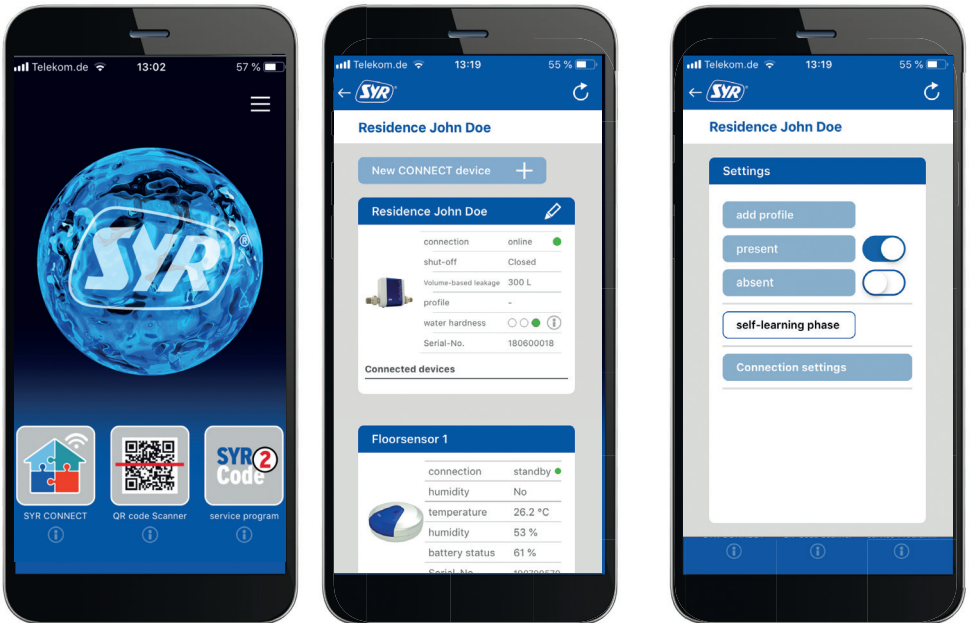 Telekom.de 13:02 57 %
SYR®
SYR 2
Code
SYR CONNECT QR code Scanner service program
Telekom.de 13:19 55 %
SYR®
Residence John Doe
New CONNECT device
Residence John Doe
connection online
shut-off Closed
Volume-based leakage 300 L
profile -
water hardness
Serial-No. 180600018
Connected devices
Floorsensor 1
connection standby
humidity No
temperature 26.2 °C
humidity 53 %
battery status 61 %
Serial-No.
Telekom.de 13:19 55 %
SYR®
Residence John Doe
Settings
add profile
present
absent
self-learning phase
Connection settings